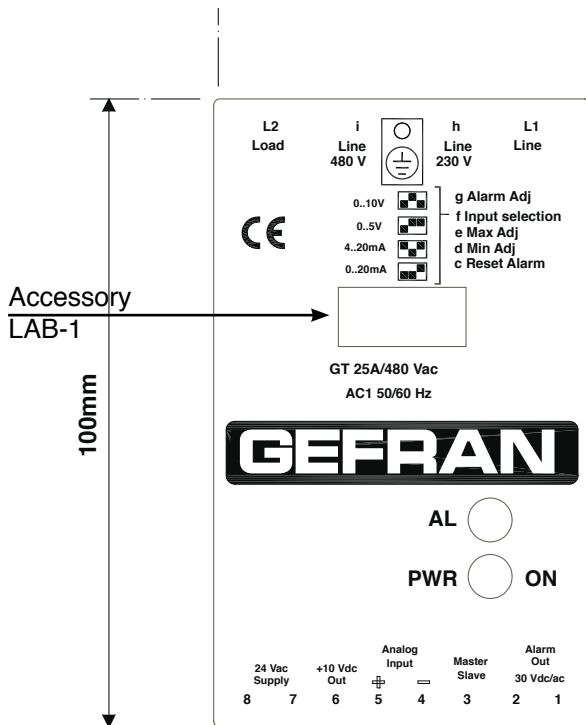 L2 i h L1
Load Line Line Line
480 V 230 V
0..10V g Alarm Adj
f Input selection
0..5V e Max Adj
4..20mA d Min Adj
0..20mA c Reset Alarm
CE
Accessory
LAB-1
100mm
GT 25A/480 Vac
AC1 50/60 Hz
GEFRAN
AL
PWR ON
24 Vac +10 Vdc Analog Master Alarm
Supply Out Input Slave Out
+ − 30 Vdc/ac
8 7 6 5 4 3 2 1